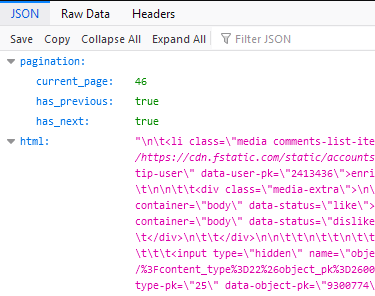 JSON Raw Data Headers
Save Copy Collapse All Expand All Filter JSON
pagination:
current_page: 46
has_previous: true
has_next: true
html: "\n\t<li class=\"media comments-list-ite
/https://cdn.fstatic.com/static/accounts
tip-user\" data-user-pk=\"2413436\">enri
\t\n\n\t\t<div class=\"media-extra\">\n\
container=\"body\" data-status=\"like\">
container=\"body\" data-status=\"dislike
\t</div>\n\t\t</div>\n\n\t\t\n\t\t\n\t\t
\t\t\t<input type=\"hidden\" name=\"obje
/%3Fcontent_type%3D22%26object_pk%3D2600
type-pk=\"25\" data-object-pk=\"9300774\